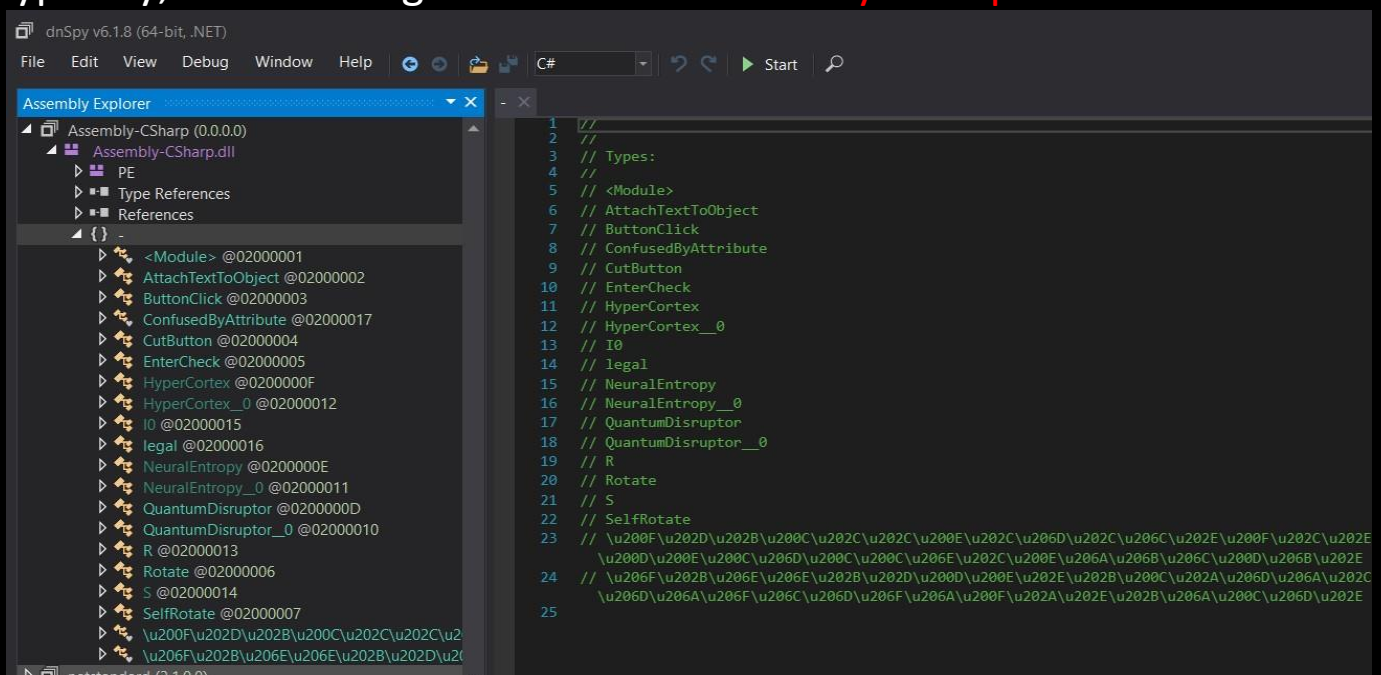 dnSpy v6.1.8 (64-bit, .NET)
File Edit View Debug Window Help C# Start
Assembly Explorer
Assembly-CSharp (0.0.0.0)
Assembly-CSharp.dll
PE
Type References
References
{ } -
<Module> @02000001
AttachTextToObject @02000002
ButtonClick @02000003
ConfusedByAttribute @02000017
CutButton @02000004
EnterCheck @02000005
HyperCortex @0200000F
HyperCortex__0 @02000012
I0 @02000015
legal @02000016
NeuralEntropy @0200000E
NeuralEntropy__0 @02000011
QuantumDisruptor @0200000D
QuantumDisruptor__0 @02000010
R @02000013
Rotate @02000006
S @02000014
SelfRotate @02000007
\u200F\u202D\u202B\u200C\u202C\u202C\u2
\u206F\u202B\u206E\u206E\u202B\u202D\u2
-
1 //
2 //
3 // Types:
4 //
5 // <Module>
6 // AttachTextToObject
7 // ButtonClick
8 // ConfusedByAttribute
9 // CutButton
10 // EnterCheck
11 // HyperCortex
12 // HyperCortex__0
13 // I0
14 // legal
15 // NeuralEntropy
16 // NeuralEntropy__0
17 // QuantumDisruptor
18 // QuantumDisruptor__0
19 // R
20 // Rotate
21 // S
22 // SelfRotate
23 // \u200F\u202D\u202B\u200C\u202C\u202C\u200E\u202C\u206D\u202C\u206C\u202E\u200F\u202C\u202E
\u200D\u200E\u200C\u206D\u200C\u200C\u206E\u202C\u200E\u206A\u206B\u206C\u200D\u206B\u202E
24 // \u206F\u202B\u206E\u206E\u202B\u202D\u200D\u200E\u202E\u202B\u200C\u202A\u206D\u206A\u202C
\u206D\u206A\u206F\u206C\u206D\u206F\u206A\u200F\u202A\u202E\u202B\u206A\u200C\u206D\u202E
25